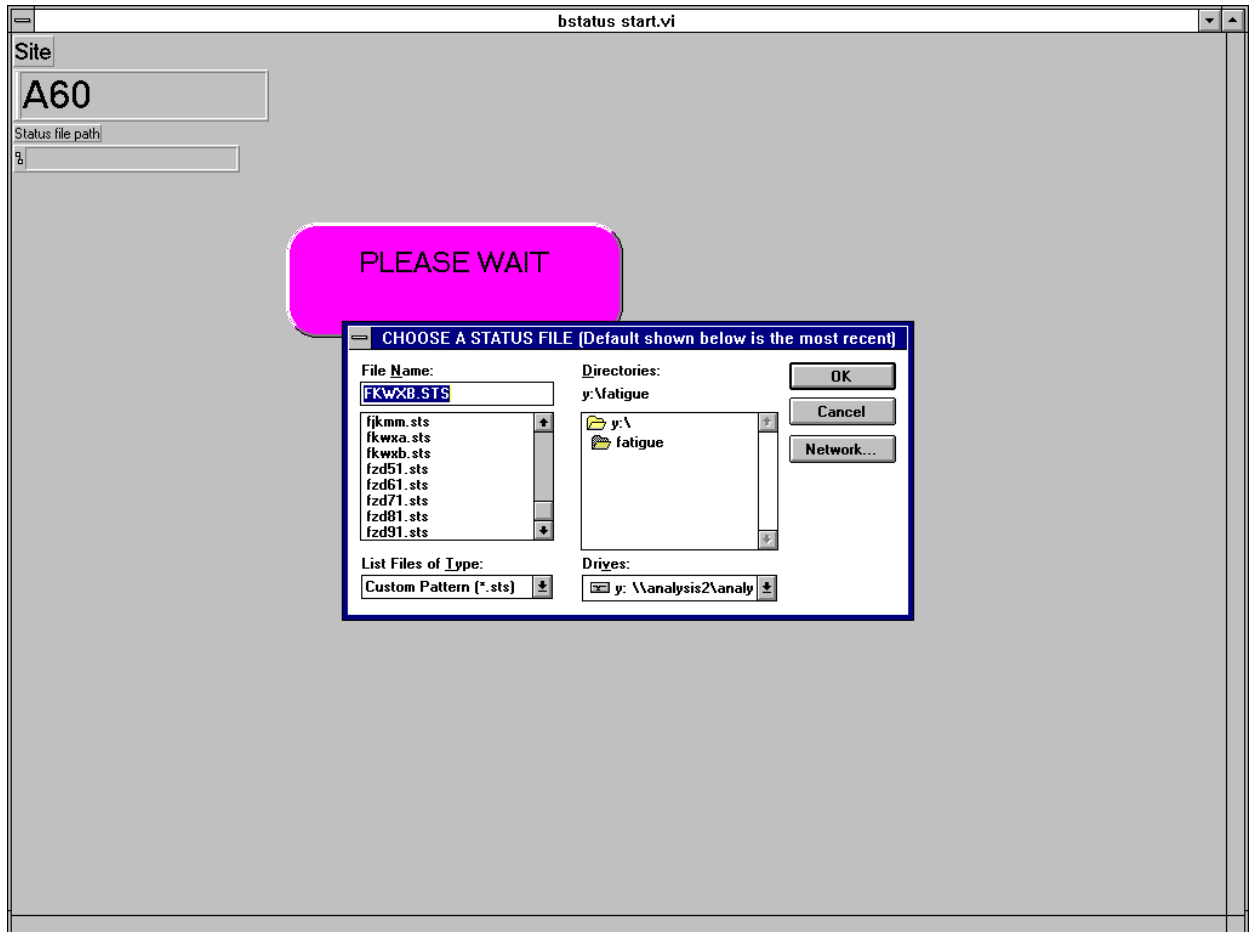 bstatus start.vi
Site
A60
Status file path
PLEASE WAIT
CHOOSE A STATUS FILE (Default shown below is the most recent)
File Name:
FKWXB.STS
fjkmm.sts
fkwxa.sts
fkwxb.sts
fzd51.sts
fzd61.sts
fzd71.sts
fzd81.sts
fzd91.sts
List Files of Type:
Custom Pattern (*.sts)
Directories:
y:\fatigue
y:\
fatigue
Drives:
y: \\analysis2\analy
OK
Cancel
Network...